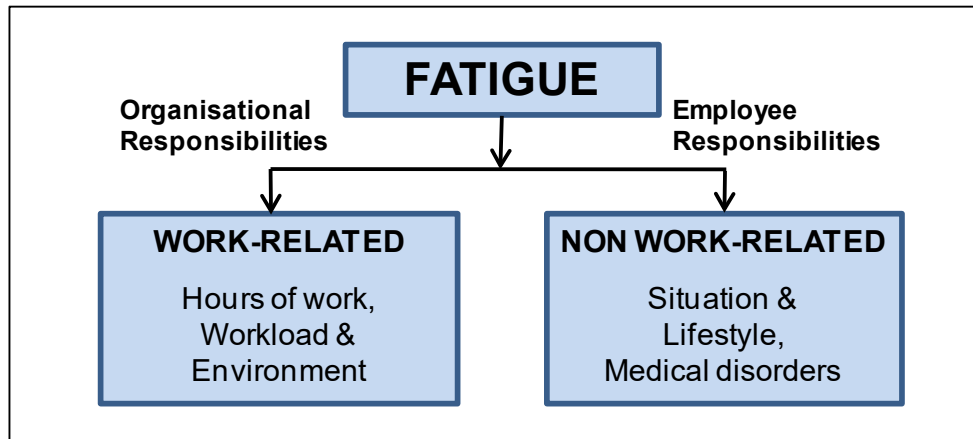 FATIGUE
Organisational
Responsibilities
Employee
Responsibilities
WORK-RELATED
Hours of work,
Workload &
Environment
NON WORK-RELATED
Situation &
Lifestyle,
Medical disorders